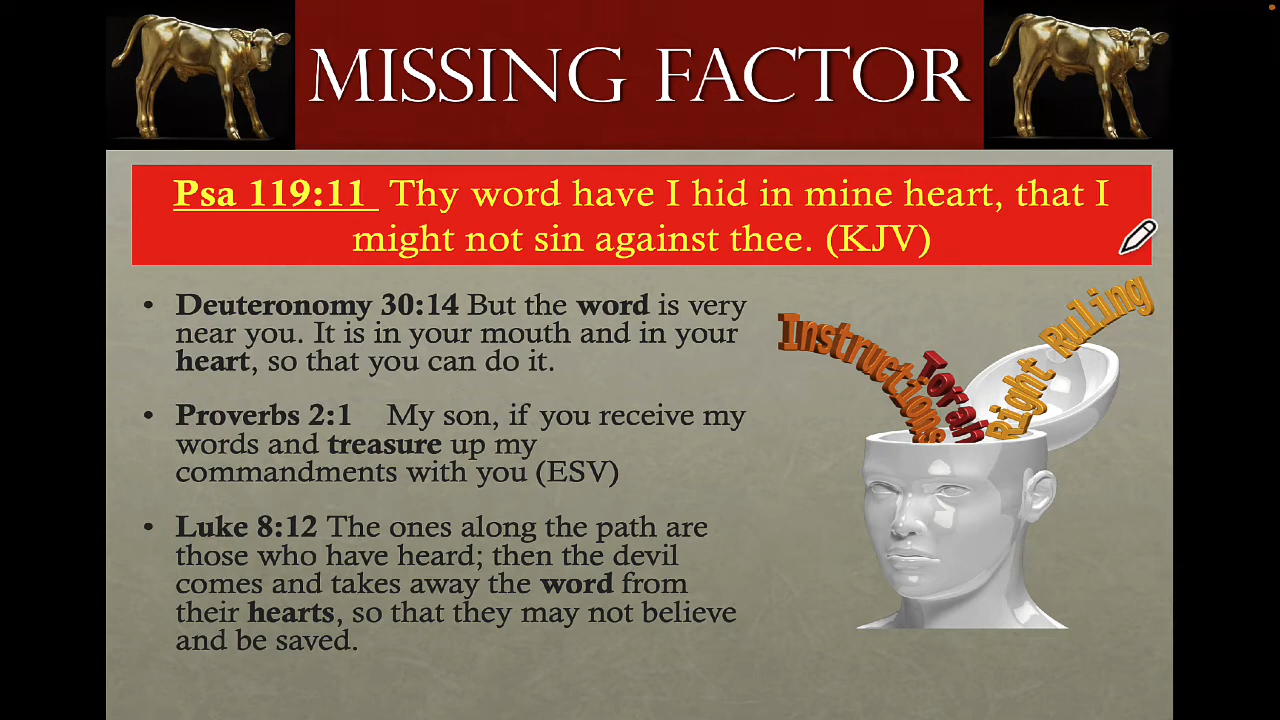 MISSING FACTOR
Psa 119:11 Thy word have I hid in mine heart, that I
might not sin against thee. (KJV)
• Deuteronomy 30:14 But the word is very
near you. It is in your mouth and in your
heart, so that you can do it.
• Proverbs 2:1 My son, if you receive my
words and treasure up my
commandments with you (ESV)
• Luke 8:12 The ones along the path are
those who have heard; then the devil
comes and takes away the word from
their hearts, so that they may not believe
and be saved.
Instructions
Torah
Right Ruling